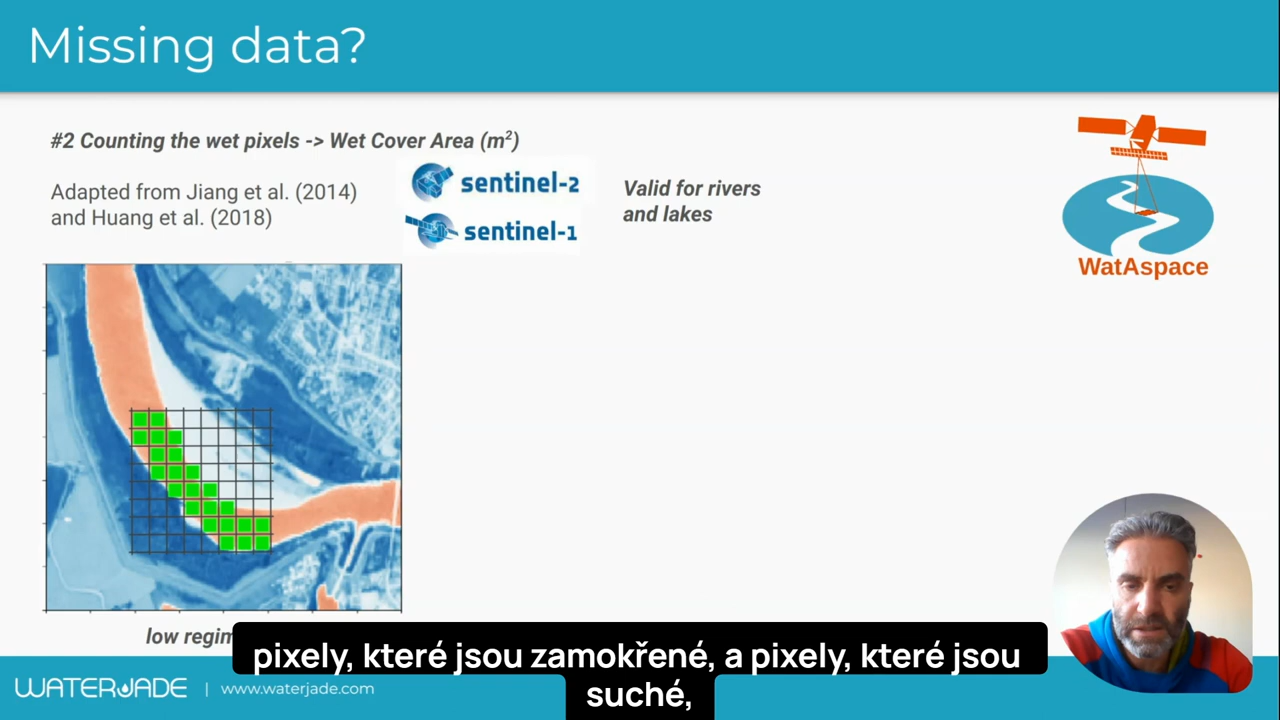 Missing data?
#2 Counting the wet pixels -> Wet Cover Area (m²)
Adapted from Jiang et al. (2014)
and Huang et al. (2018)
sentinel-2
sentinel-1
Valid for rivers
and lakes
WatAspace
low
pixely, které jsou zamokřené, a pixely, které jsou
suché,
WATERJADE | www.waterjade.com